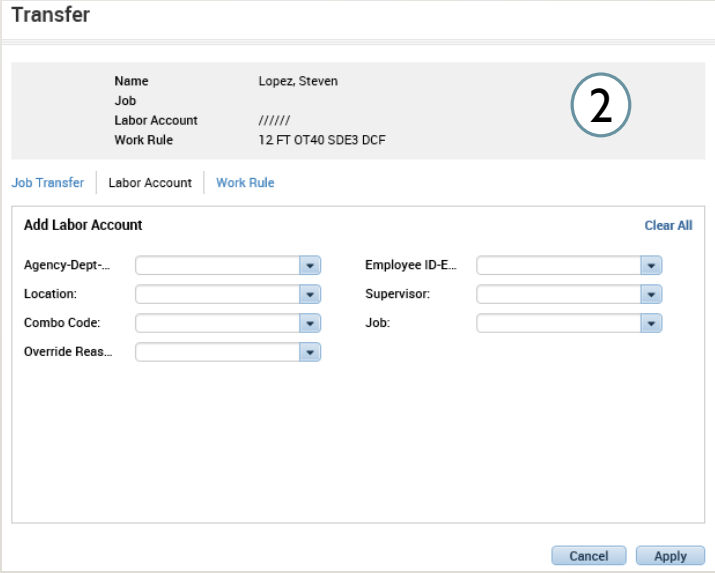 Transfer
Name Lopez, Steven
Job
Labor Account //////
Work Rule 12 FT OT40 SDE3 DCF
2
Job Transfer Labor Account Work Rule
Add Labor Account Clear All
Agency-Dept-... Employee ID-E...
Location: Supervisor:
Combo Code: Job:
Override Reas...
Cancel Apply